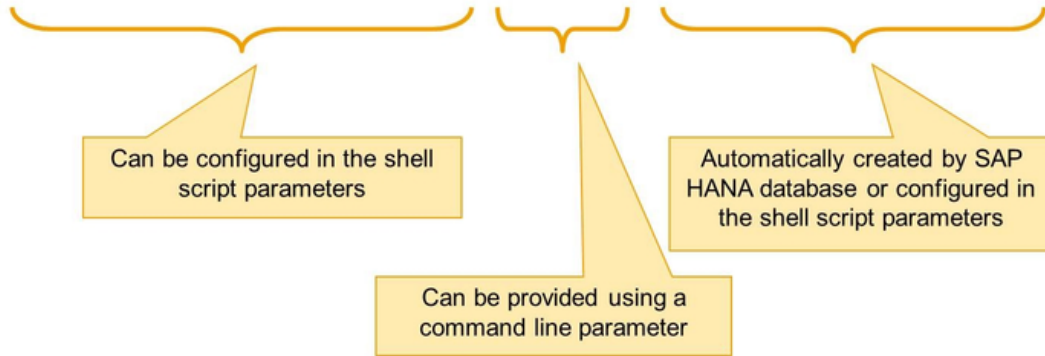 Can be configured in the shell
script parameters
Automatically created by SAP
HANA database or configured in
the shell script parameters
Can be provided using a
command line parameter